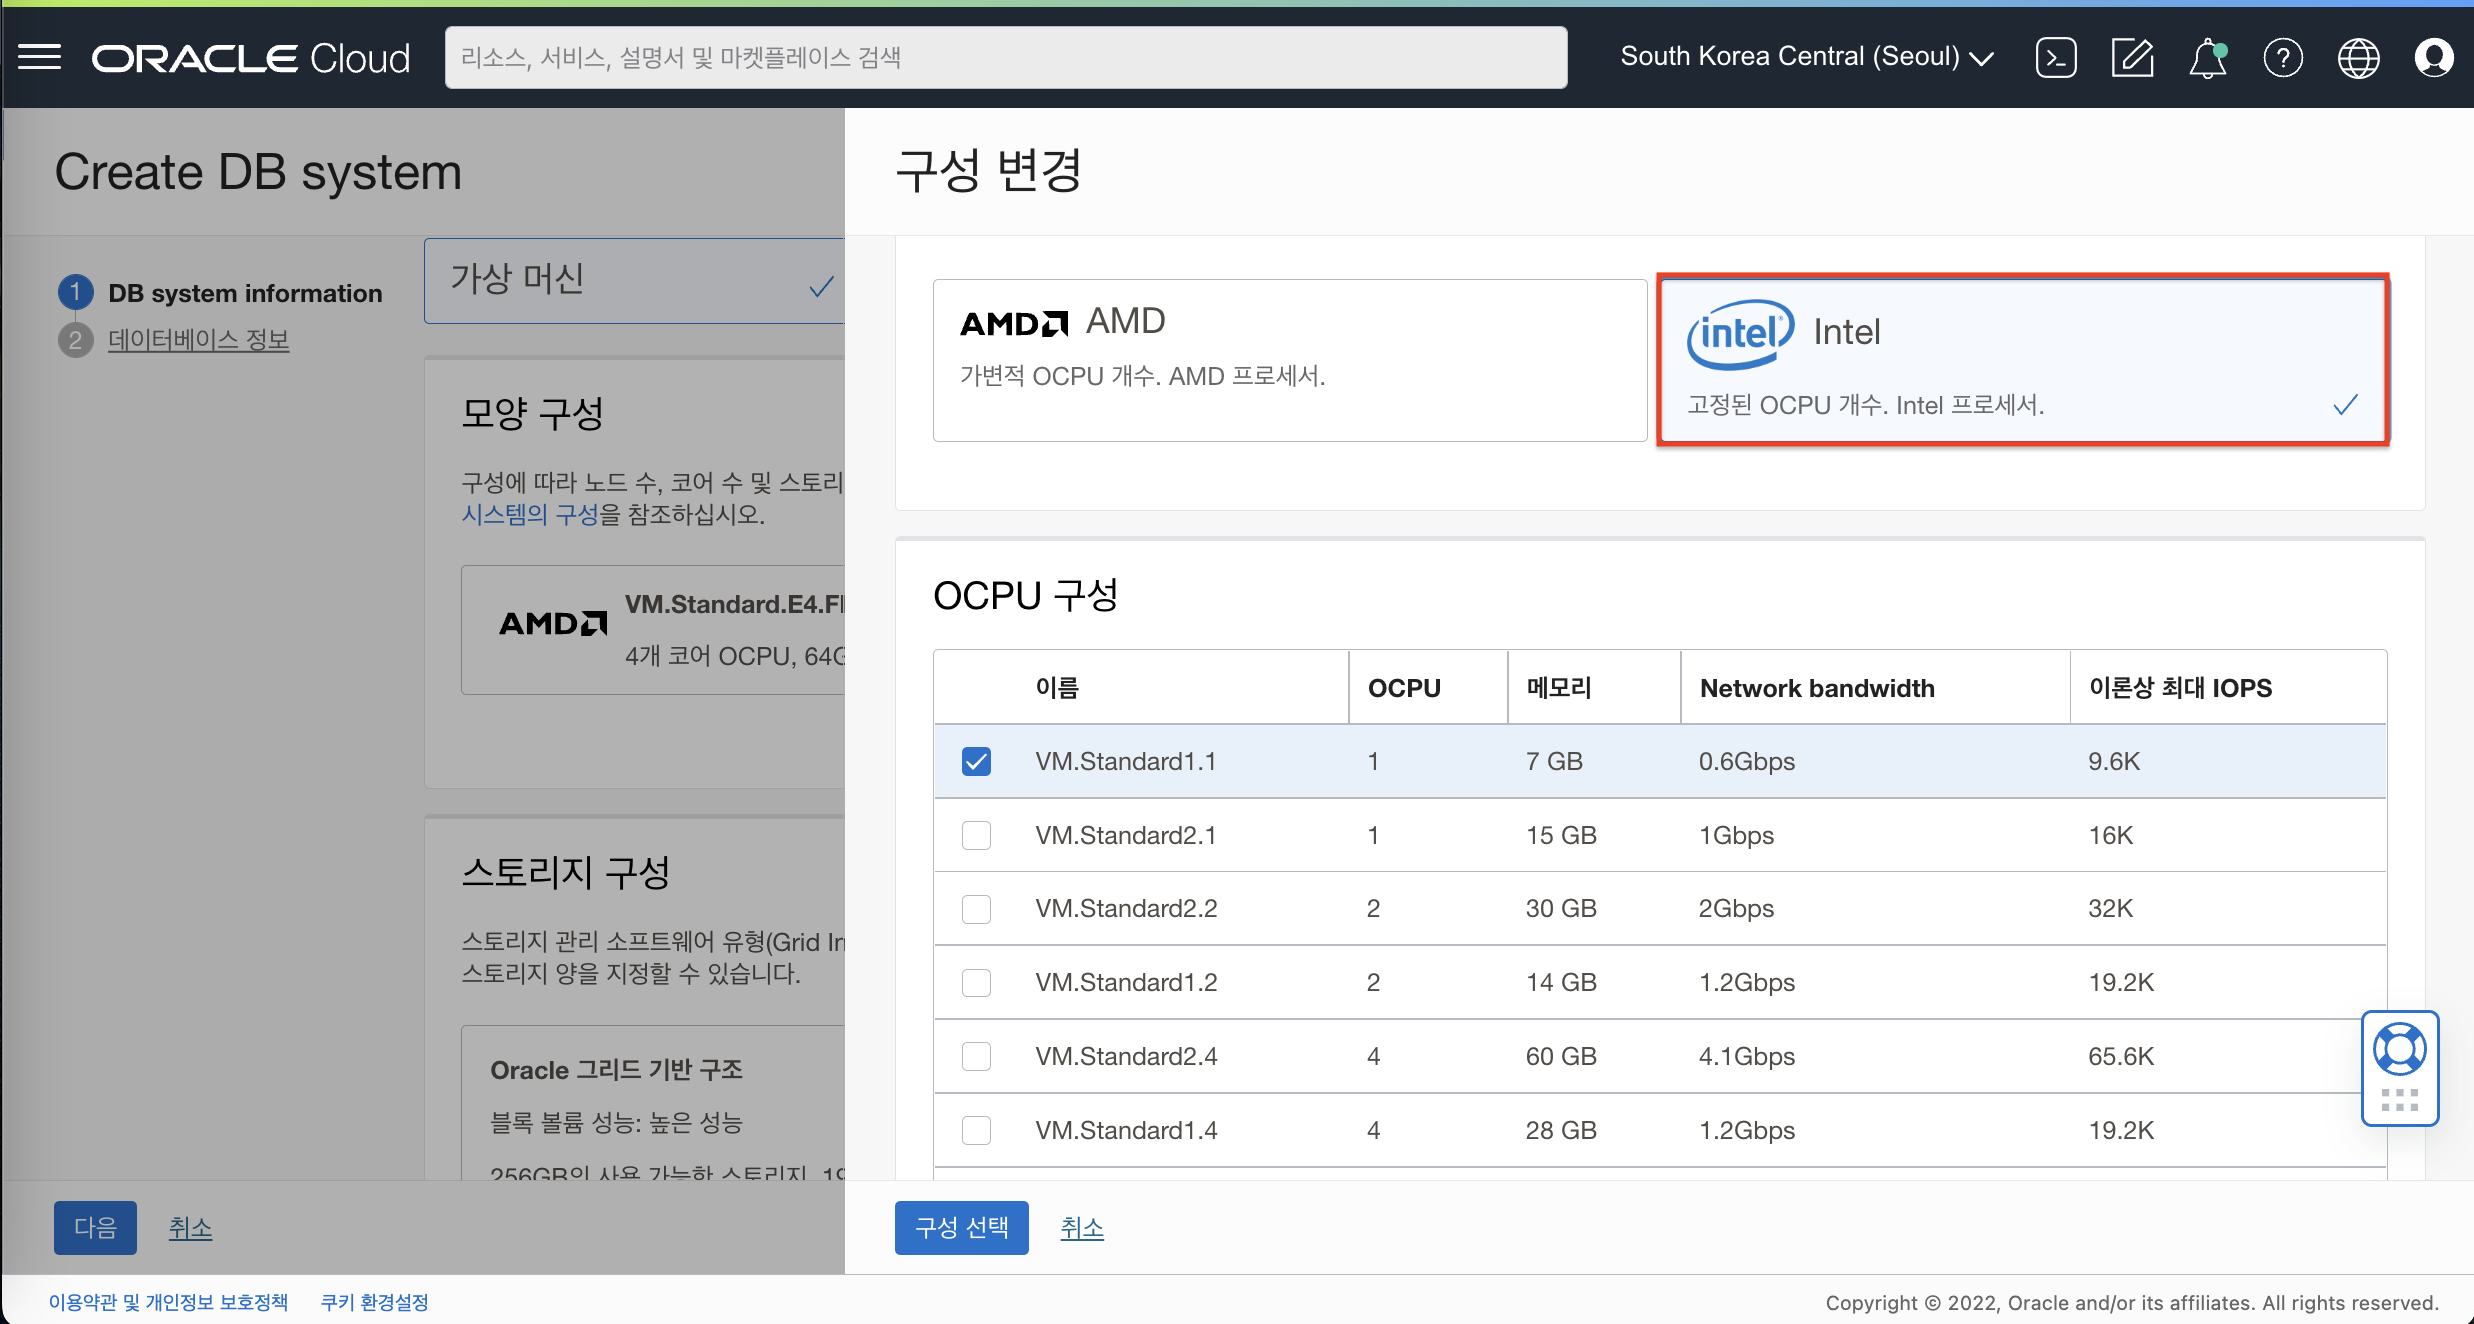 ORACLE Cloud
리소스, 서비스, 설명서 및 마켓플레이스 검색
South Korea Central (Seoul)
Create DB system
1 DB system information
2 데이터베이스 정보
가상 머신
모양 구성
구성에 따라 노드 수, 코어 수 및 스토리
시스템의 구성을 참조하십시오.
AMD
VM.Standard.E4.Fl
4개 코어 OCPU, 64G
스토리지 구성
스토리지 관리 소프트웨어 유형(Grid In
스토리지 양을 지정할 수 있습니다.
Oracle 그리드 기반 구조
블록 볼륨 성능: 높은 성능
256GB의 사용 가능한 스토리지, 19
다음 취소
구성 변경
AMD AMD
가변적 OCPU 개수. AMD 프로세서.
intel Intel
고정된 OCPU 개수. Intel 프로세서.
OCPU 구성
이름 OCPU 메모리 Network bandwidth 이론상 최대 IOPS
VM.Standard1.1 1 7 GB 0.6Gbps 9.6K
VM.Standard2.1 1 15 GB 1Gbps 16K
VM.Standard2.2 2 30 GB 2Gbps 32K
VM.Standard1.2 2 14 GB 1.2Gbps 19.2K
VM.Standard2.4 4 60 GB 4.1Gbps 65.6K
VM.Standard1.4 4 28 GB 1.2Gbps 19.2K
구성 선택 취소
이용약관 및 개인정보 보호정책 쿠키 환경설정
Copyright © 2022, Oracle and/or its affiliates. All rights reserved.